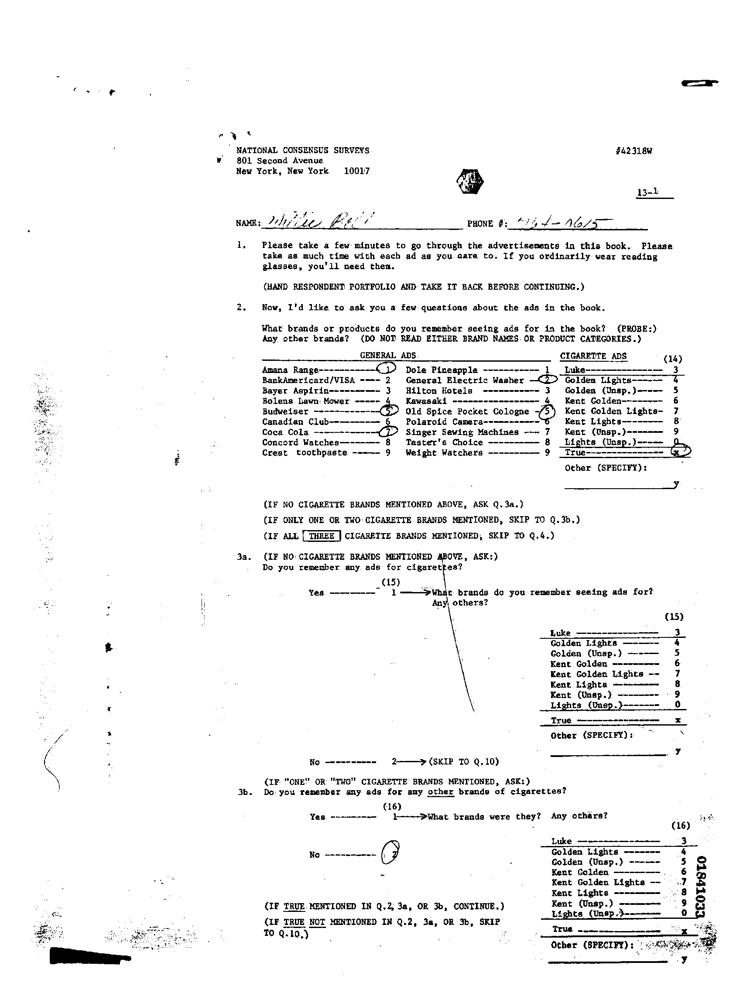 NATIONAL CONSENSUS SURVEYS #42318W
801 Second Avenue
New York, New York 10017
13-1
NAME: Willie Bell PHONE #:
1. Please take a few minutes to go through the advertisements in this book. Please
take as much time with each ad as you care to. If you ordinarily wear reading
glasses, you'll need them.
(HAND RESPONDENT PORTFOLIO AND TAKE IT BACK BEFORE CONTINUING.)
2. Now, I'd like to ask you a few questions about the ads in the book.
What brands or products do you remember seeing ads for in the book? (PROBE:)
Any other brands? (DO NOT READ EITHER BRAND NAMES OR PRODUCT CATEGORIES.)
GENERAL ADS CIGARETTE ADS (14)
Amana Range----------- 1 Dole Pineapple ----------- 1 Luke--------------- 3
BankAmericard/VISA ---- 2 General Electric Washer -- 2 Golden Lights------ 4
Bayer Aspirin---------- 3 Hilton Hotels ----------- 3 Golden (Unsp.)----- 5
Bolens Lawn Mower ----- 4 Kawasaki ---------------- 4 Kent Golden-------- 6
Budweiser ------------- 5 Old Spice Pocket Cologne - 5 Kent Golden Lights- 7
Canadian Club---------- 6 Polaroid Camera----------- 6 Kent Lights-------- 8
Coca Cola ------------- 7 Singer Sewing Machines --- 7 Kent (Unsp.)------- 9
Concord Watches-------- 8 Taster's Choice ---------- 8 Lights (Unsp.)----- 0
Crest toothpaste ----- 9 Weight Watchers ---------- 9 True--------------- x
Other (SPECIFY):
y
(IF NO CIGARETTE BRANDS MENTIONED ABOVE, ASK Q.3a.)
(IF ONLY ONE OR TWO CIGARETTE BRANDS MENTIONED, SKIP TO Q.3b.)
(IF ALL THREE CIGARETTE BRANDS MENTIONED, SKIP TO Q.4.)
3a. (IF NO CIGARETTE BRANDS MENTIONED ABOVE, ASK:)
Do you remember any ads for cigarettes?
(15)
Yes -------- 1 ----> What brands do you remember seeing ads for?
Any others?
(15)
Luke --------------- 3
Golden Lights ------- 4
Golden (Unsp.) ------ 5
Kent Golden --------- 6
Kent Golden Lights -- 7
Kent Lights --------- 8
Kent (Unsp.) -------- 9
Lights (Unsp.)------- 0
True ---------------- x
Other (SPECIFY):
y
No ---------- 2----> (SKIP TO Q.10)
(IF "ONE" OR "TWO" CIGARETTE BRANDS MENTIONED, ASK:)
3b. Do you remember any ads for any other brands of cigarettes?
(16)
Yes --------- 1----> What brands were they? Any others?
(16)
Luke ---------------- 3
No ---------- 2 Golden Lights ------- 4
Golden (Unsp.) ------ 5
Kent Golden --------- 6
Kent Golden Lights -- 7
Kent Lights --------- 8
(IF TRUE MENTIONED IN Q.2, 3a, OR 3b, CONTINUE.) Kent (Unsp.) -------- 9
Lights (Unsp.)------- 0
(IF TRUE NOT MENTIONED IN Q.2, 3a, OR 3b, SKIP
TO Q.10.) True ---------------- x
Other (SPECIFY):
y
01841033